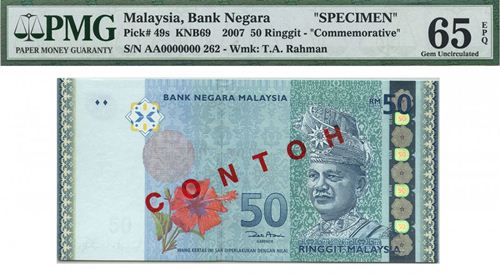 PMG
PAPER MONEY GUARANTY
Malaysia, Bank Negara "SPECIMEN"
Pick# 49s KNB69 2007 50 Ringgit - "Commemorative"
S/N AA0000000 262 - Wmk: T.A. Rahman
65 EPQ
Gem Uncirculated
BANK NEGARA MALAYSIA
RM 50
CONTOH
50
GABENOR
WANG KERTAS INI SAH DIPERLAKUKAN DENGAN NILAI
RINGGIT MALAYSIA